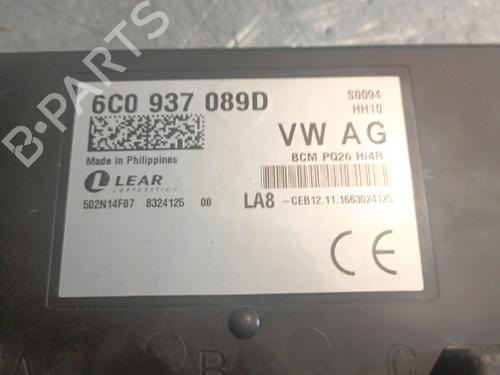 6C0 937 089D
S0094
HH10
VW AG
BCM PQ26 Hi4R
Made in Philippines
LEAR
CORPORATION
502N14F07 8324125 00
LA8 -CEB12.11.1663024125
CE
A B C
B-PARTS